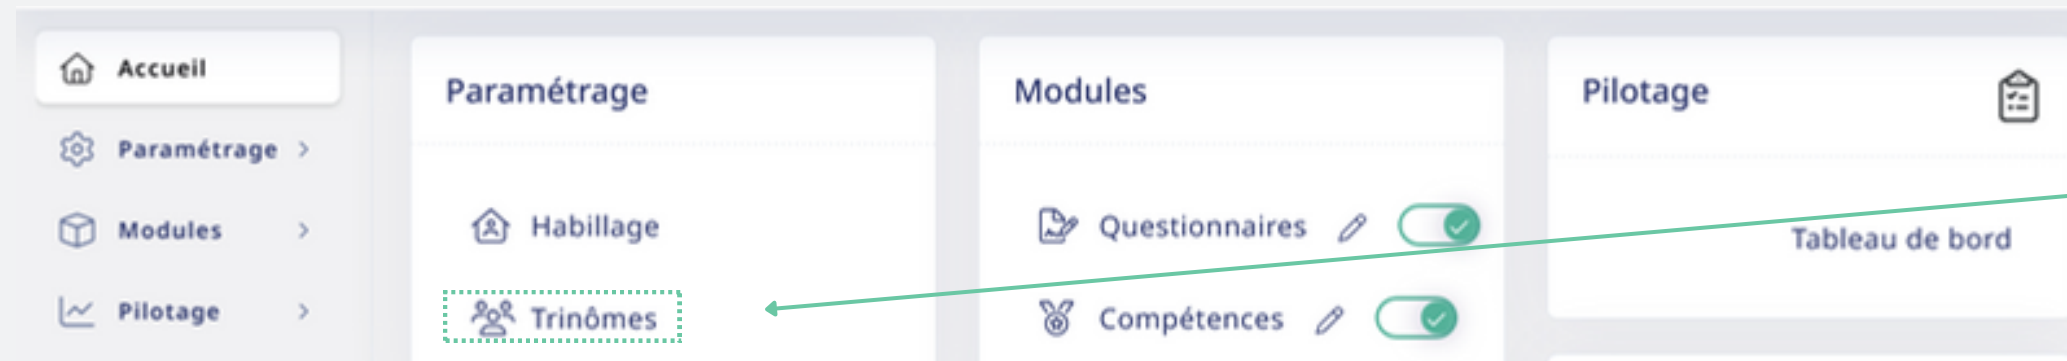 Accueil
Paramétrage
Modules
Pilotage
Paramétrage
Habillage
Trinômes
Modules
Questionnaires
Compétences
Pilotage
Tableau de bord